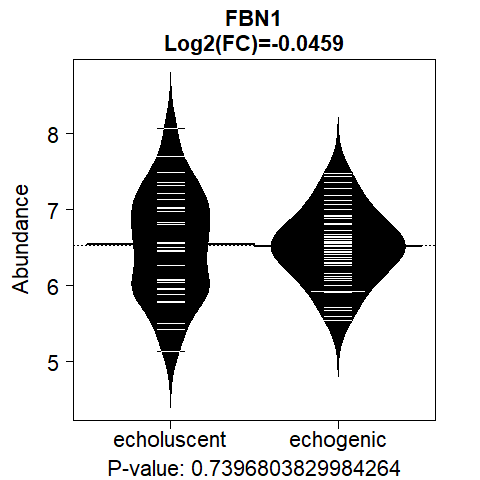 FBN1
Log2(FC)=-0.0459
Abundance
8
7
6
5
echoluscent echogenic
P-value: 0.7396803829984264